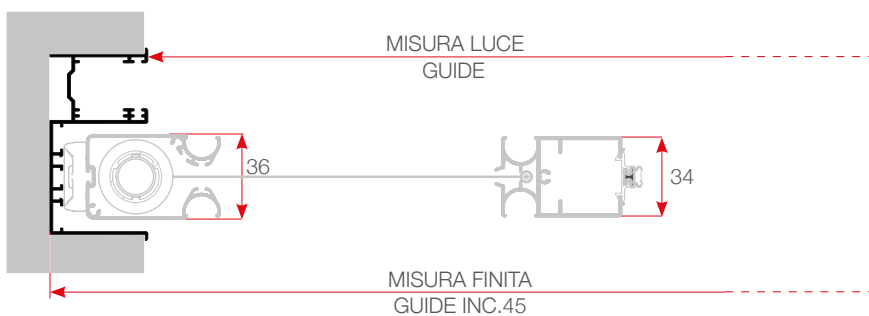 MISURA LUCE
GUIDE
36
34
MISURA FINITA
GUIDE INC.45